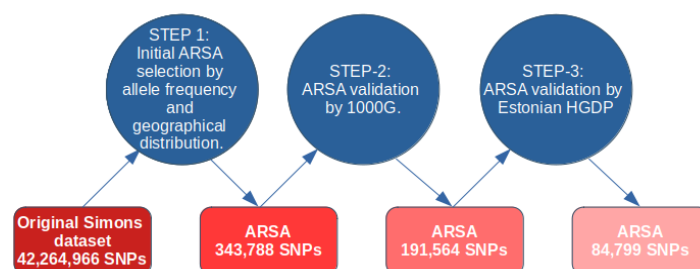 STEP 1:
Initial ARSA
selection by
allele frequency
and
geographical
distribution.
STEP-2:
ARSA validation
by 1000G.
STEP-3:
ARSA validation by
Estonian HGDP
Original Simons
dataset
42,264,966 SNPs
ARSA
343,788 SNPs
ARSA
191,564 SNPs
ARSA
84,799 SNPs